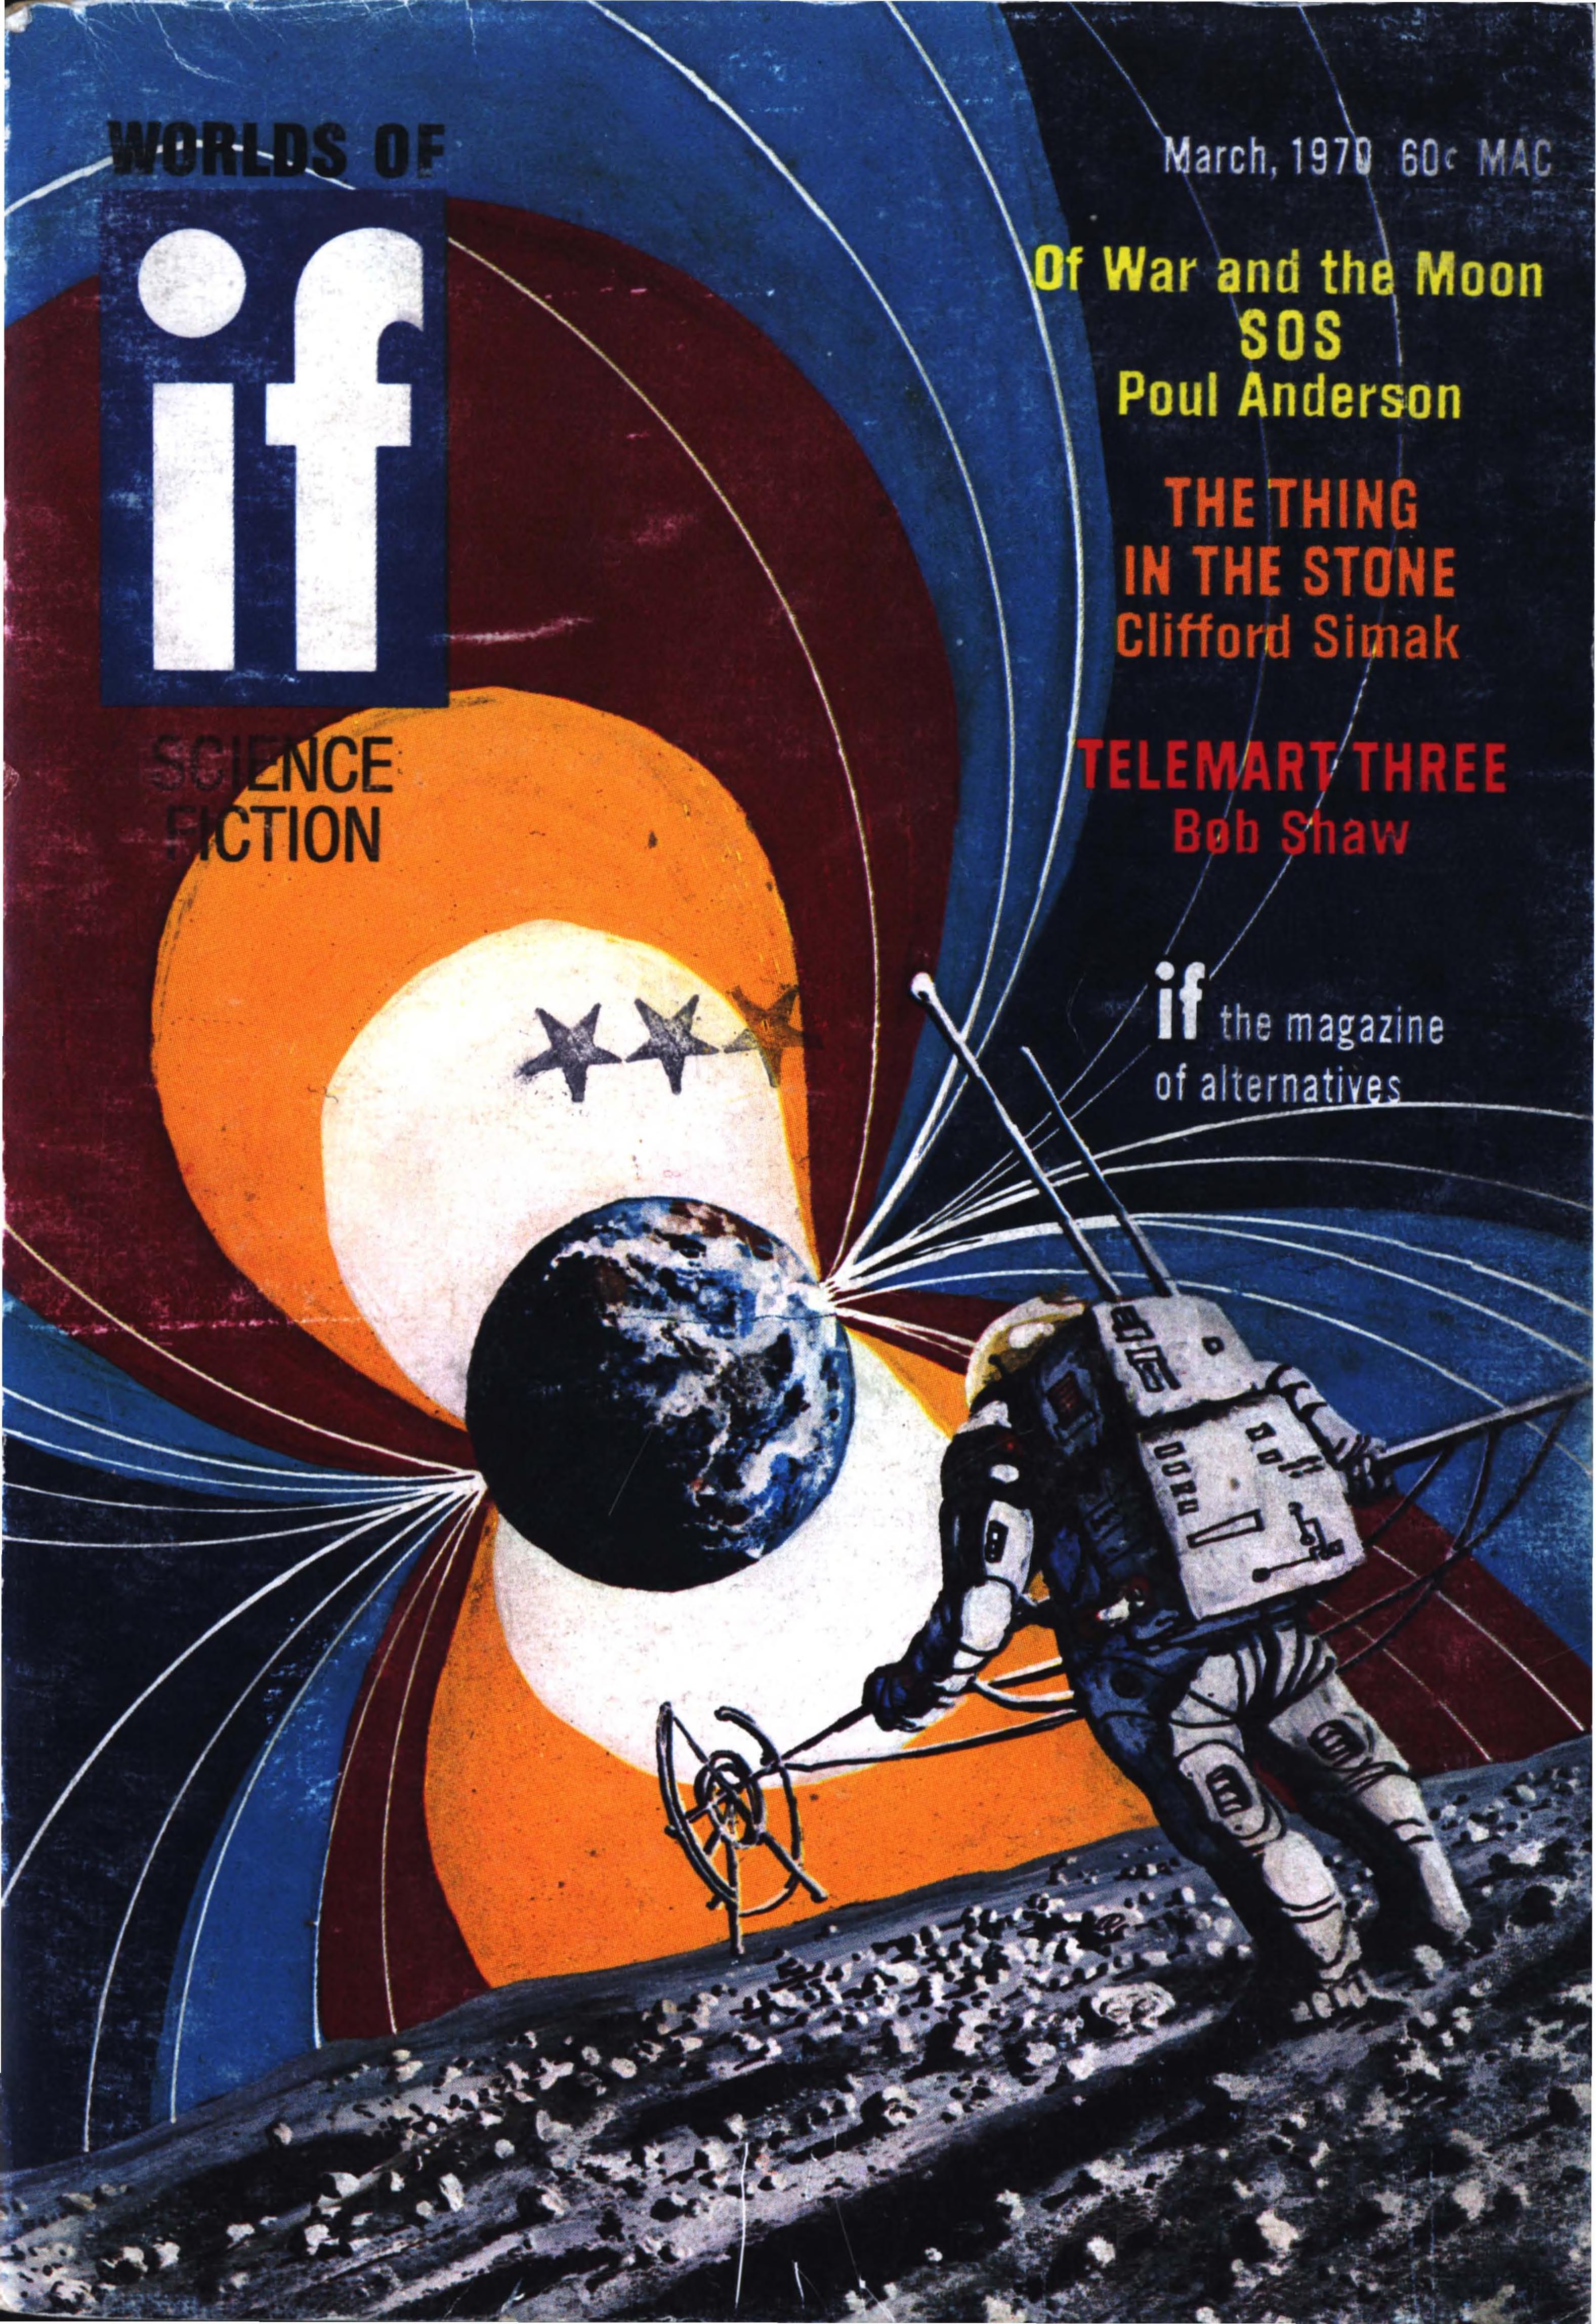 WORLDS OF
if
SCIENCE
FICTION
March, 1970 60c MAC
Of War and the Moon
SOS
Poul Anderson
THE THING
IN THE STONE
Clifford Simak
TELEMART THREE
Bob Shaw
if the magazine
of alternatives